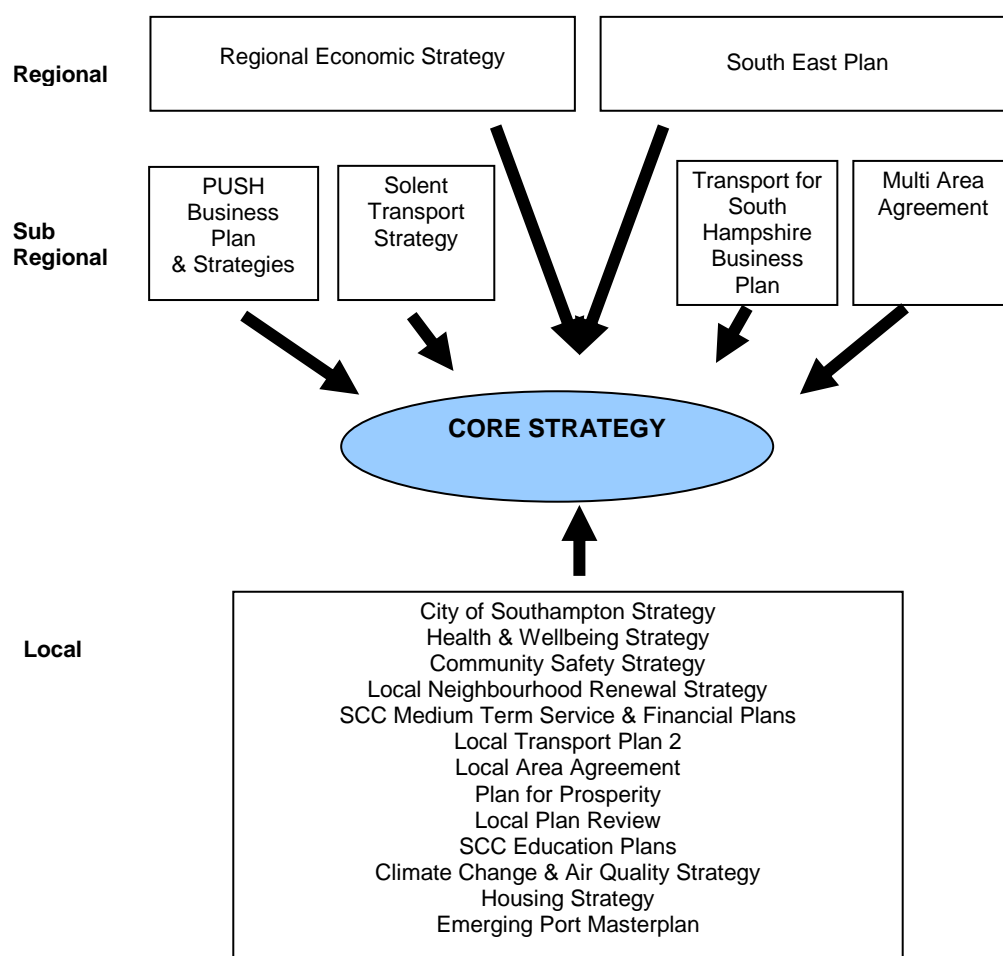 Regional
Regional Economic Strategy
South East Plan
Sub
Regional
PUSH
Business
Plan
& Strategies
Solent
Transport
Strategy
Transport for
South
Hampshire
Business
Plan
Multi Area
Agreement
CORE STRATEGY
Local
City of Southampton Strategy
Health & Wellbeing Strategy
Community Safety Strategy
Local Neighbourhood Renewal Strategy
SCC Medium Term Service & Financial Plans
Local Transport Plan 2
Local Area Agreement
Plan for Prosperity
Local Plan Review
SCC Education Plans
Climate Change & Air Quality Strategy
Housing Strategy
Emerging Port Masterplan